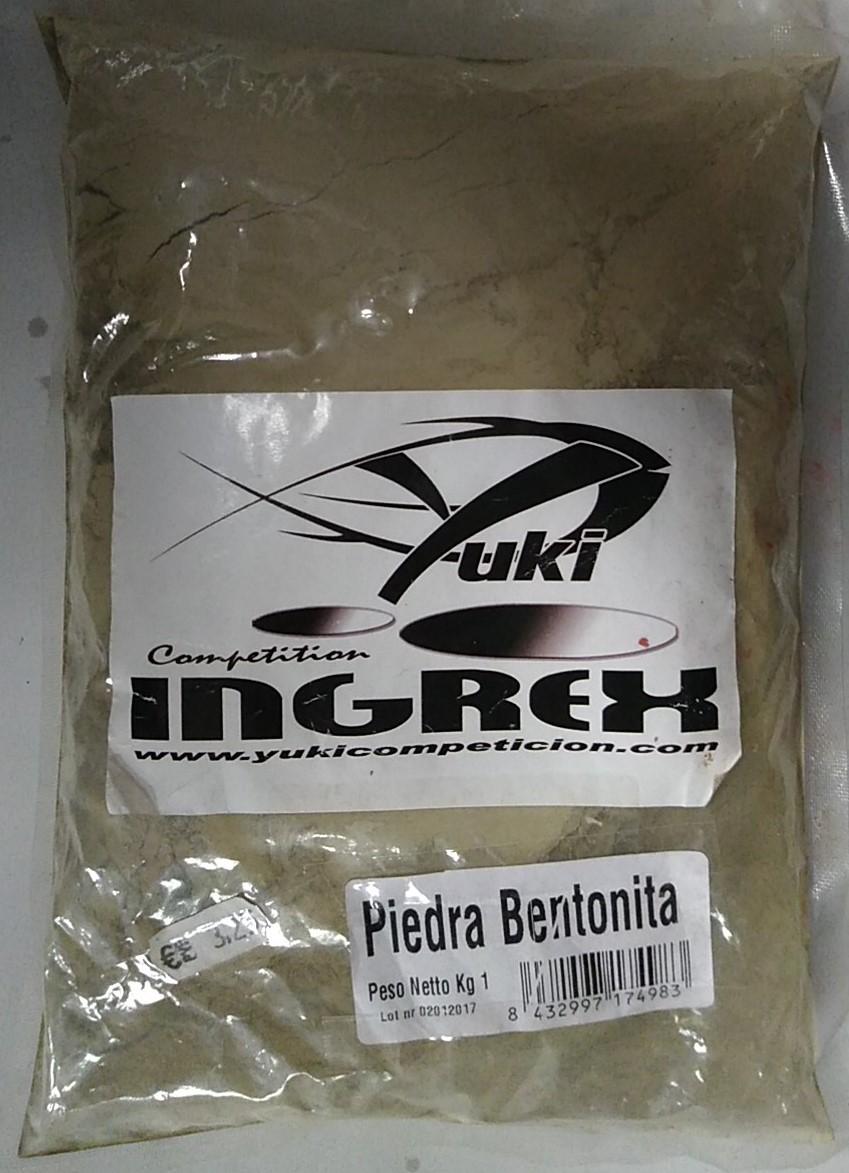 Yuki
Competition
INGREX
www.yukicompeticion.com
Piedra Bentonita
Peso Netto Kg 1
Lot nr 02012017
8 432997 174983
€